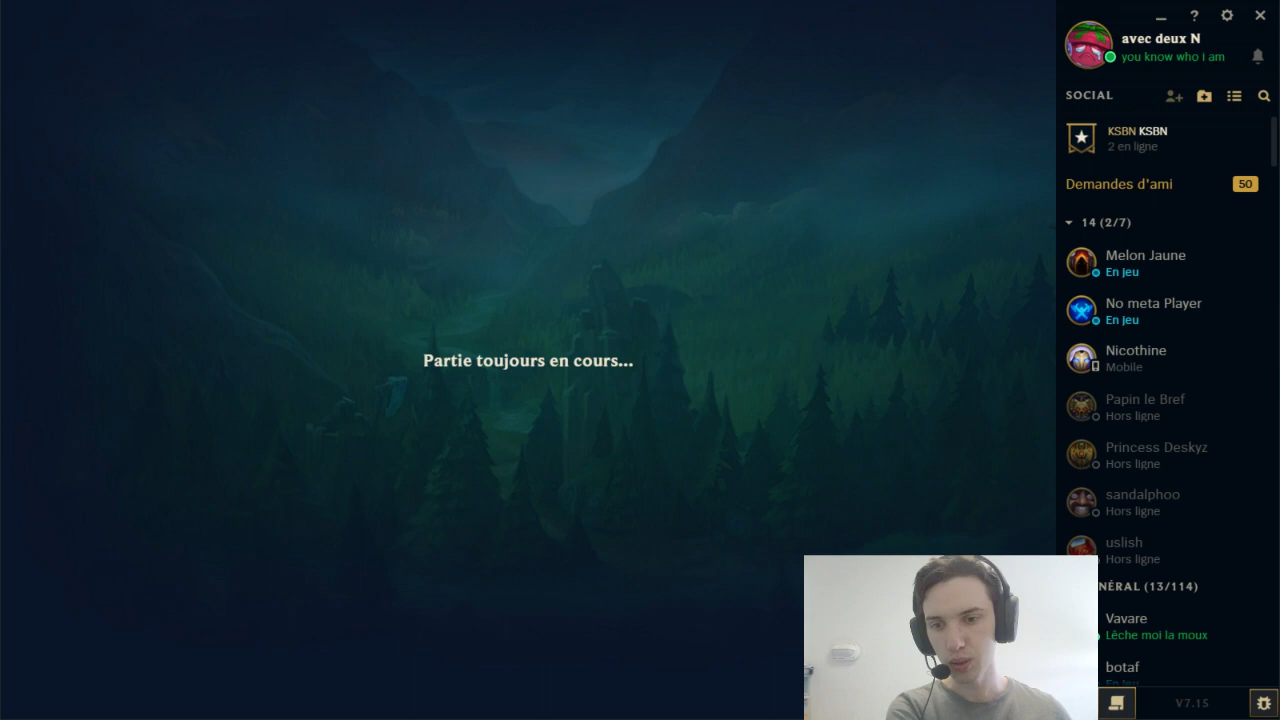 avec deux N
you know who i am
SOCIAL
KSBN KSBN
2 en ligne
Demandes d'ami
50
14 (2/7)
Melon Jaune
En jeu
No meta Player
En jeu
Nicothine
Mobile
Papin le Bref
Hors ligne
Princess Deskyz
Hors ligne
sandalphoo
Hors ligne
uslish
Hors ligne
NÉRAL (13/114)
Vavare
Lêche moi la moux
botaf
En jeu
V7.15
Partie toujours en cours...